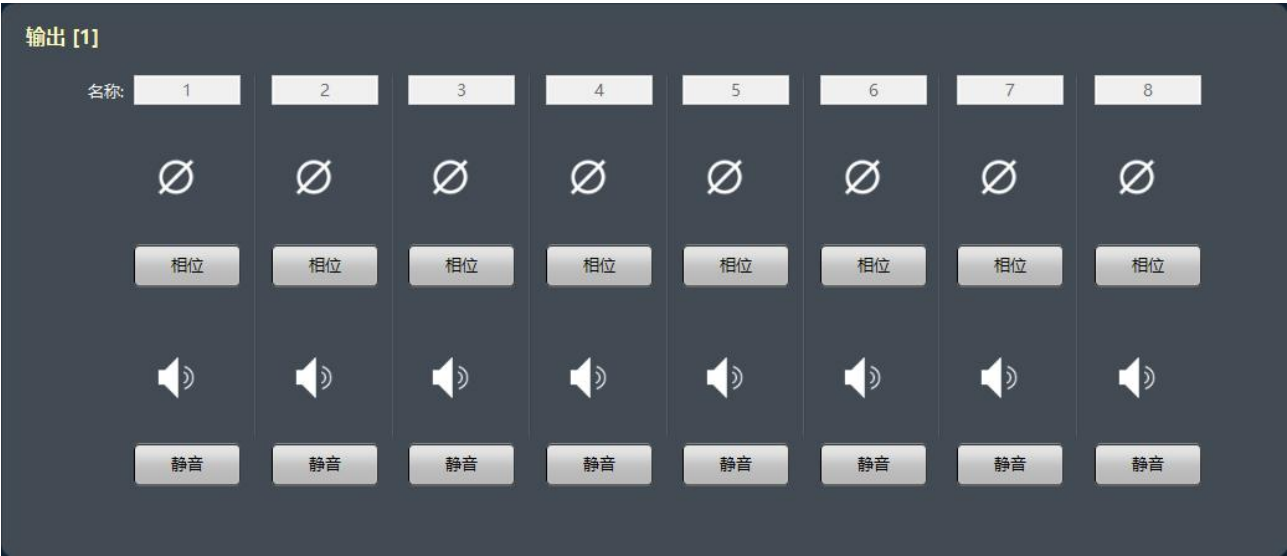 输出 [1]
名称: 1 2 3 4 5 6 7 8
相位 相位 相位 相位 相位 相位 相位 相位
静音 静音 静音 静音 静音 静音 静音 静音